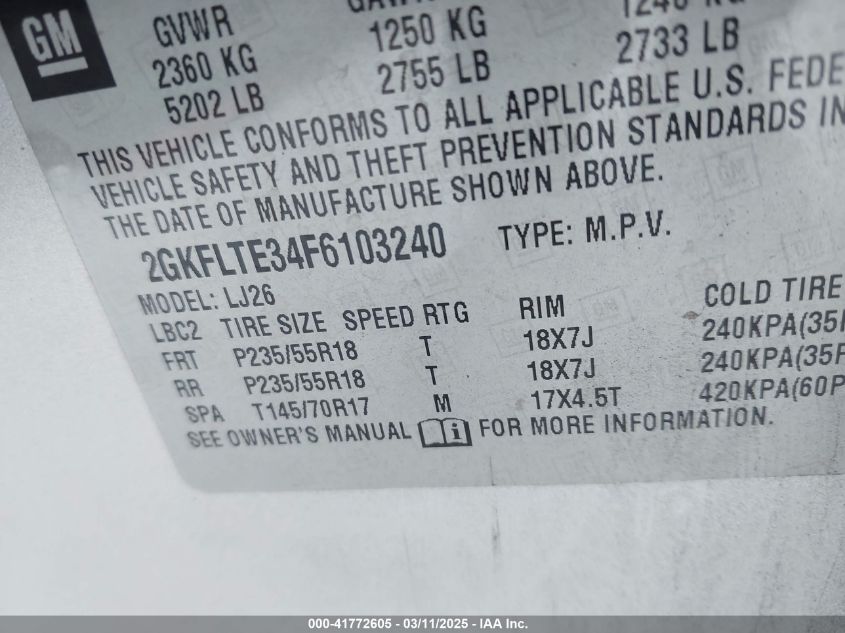 GM
GVWR
2360 KG 1250 KG
5202 LB 2755 LB 2733 LB
THIS VEHICLE CONFORMS TO ALL APPLICABLE U.S. FEDE
VEHICLE SAFETY AND THEFT PREVENTION STANDARDS IN
THE DATE OF MANUFACTURE SHOWN ABOVE.
2GKFLTE34F6103240 TYPE: M.P.V.
MODEL: LJ26
LBC2 TIRE SIZE SPEED RTG RIM COLD TIRE
FRT P235/55R18 T 18X7J 240KPA(35P
RR P235/55R18 T 18X7J 240KPA(35P
SPA T145/70R17 M 17X4.5T 420KPA(60P
SEE OWNER'S MANUAL i FOR MORE INFORMATION.
000-41772605 - 03/11/2025 - IAA Inc.